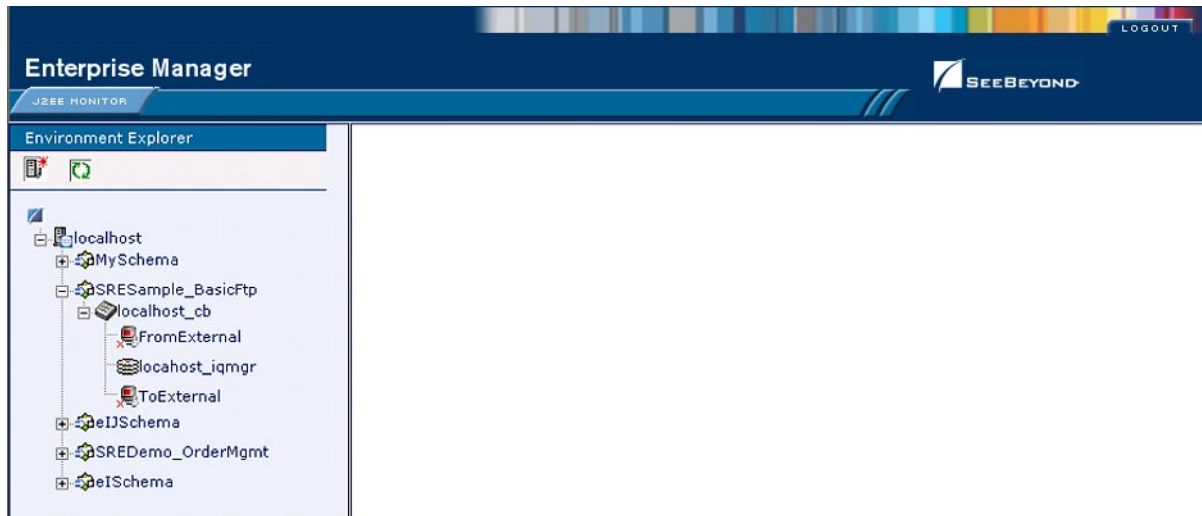 LOGOUT
Enterprise Manager
SEEBEYOND
J2EE MONITOR
Environment Explorer
localhost
MySchema
SRESample_BasicFtp
localhost_cb
FromExternal
locahost_iqmgr
ToExternal
eIJSchema
SREDemo_OrderMgmt
eISchema